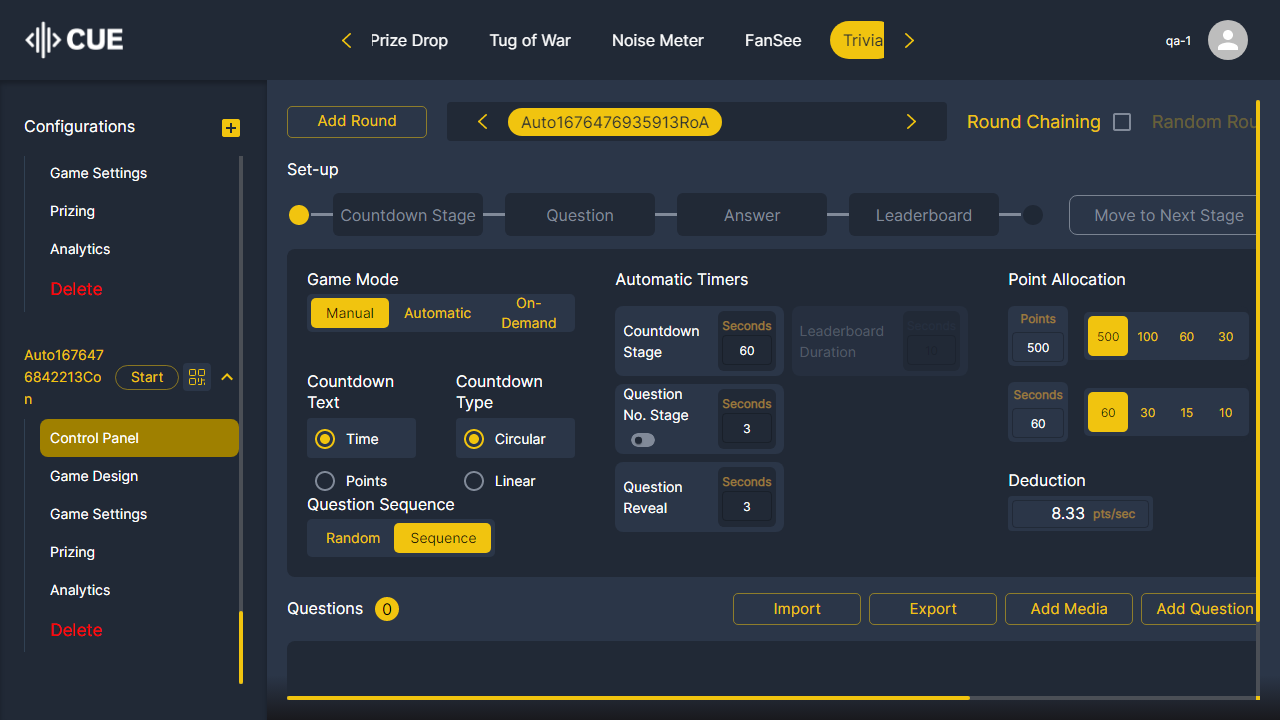 CUE
Prize Drop
Tug of War
Noise Meter
FanSee
Trivia
qa-1
Configurations
Game Settings
Prizing
Analytics
Delete
Auto167647
6842213Co
n
Start
Control Panel
Game Design
Game Settings
Prizing
Analytics
Delete
Add Round
Auto1676476935913RoA
Round Chaining
Random Rou
Set-up
Countdown Stage
Question
Answer
Leaderboard
Move to Next Stage
Game Mode
Manual
Automatic
On-
Demand
Countdown
Text
Time
Points
Countdown
Type
Circular
Linear
Question Sequence
Random
Sequence
Automatic Timers
Countdown
Stage
Seconds
60
Leaderboard
Duration
Seconds
Question
No. Stage
Seconds
3
Question
Reveal
Seconds
3
Point Allocation
Points
500
500
100
60
30
Seconds
60
60
30
15
10
Deduction
8.33 pts/sec
Questions 0
Import
Export
Add Media
Add Question